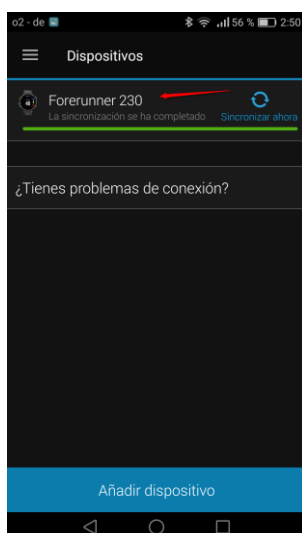 o2 - de 56 % 2:50
Dispositivos
Forerunner 230
La sincronización se ha completado Sincronizar ahora
¿Tienes problemas de conexión?
Añadir dispositivo